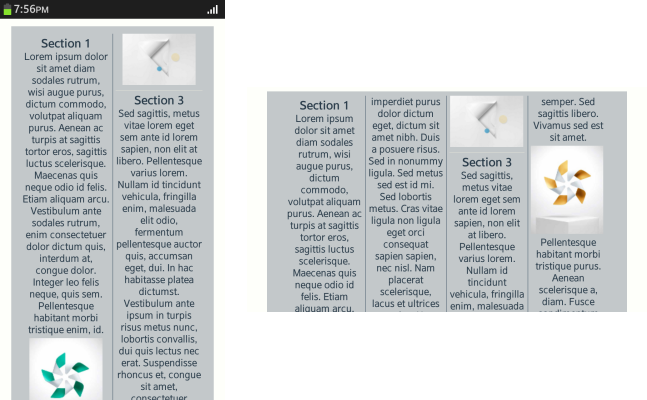 7:56PM
Section 1
Lorem ipsum dolor
sit amet diam
sodales rutrum,
wisi augue purus,
dictum commodo,
volutpat aliquam
purus. Aenean ac
turpis at sagittis
tortor eros, sagittis
luctus scelerisque.
Maecenas quis
neque odio id felis.
Etiam aliquam arcu.
Vestibulum ante
sodales rutrum,
enim consectetuer
dolor dictum quis,
interdum at,
congue dolor.
Integer leo felis
neque, quis sem.
Pellentesque
habitant morbi
tristique enim, id.
Section 3
Sed sagittis, metus
vitae lorem eget
sem ante id lorem
sapien, non elit at
libero. Pellentesque
varius lorem.
Nullam id tincidunt
vehicula, fringilla
enim, malesuada
elit odio,
fermentum
pellentesque auctor
quis, accumsan
eget, dui. In hac
habitasse platea
dictumst.
Vestibulum ante
ipsum in turpis
risus metus nunc,
lobortis convallis,
dui quis lectus nec
erat. Suspendisse
rhoncus et, congue
sit amet,
consectetuer
Section 1
Lorem ipsum
dolor sit amet
diam sodales
rutrum, wisi
augue purus,
dictum
commodo,
volutpat aliquam
purus. Aenean ac
turpis at sagittis
tortor eros,
sagittis luctus
scelerisque.
Maecenas quis
neque odio id
felis. Etiam
aliquam arcu.
imperdiet purus
dolor dictum
eget, dictum sit
amet nibh. Duis
a posuere risus.
Sed in nonummy
ligula. Sed metus
sed est id mi.
Sed lobortis
metus. Cras vitae
ligula non ligula
eget orci
consequat
sapien sapien,
nec nisl. Nam
placerat
scelerisque,
lacus et ultrices
Section 3
Sed sagittis,
metus vitae
lorem eget sem
ante id lorem
sapien, non elit
at libero.
Pellentesque
varius lorem.
Nullam id
tincidunt
vehicula, fringilla
enim, malesuada
semper. Sed
sagittis libero.
Vivamus sed est
sit amet.
Pellentesque
habitant morbi
tristique purus.
Aenean
scelerisque a,
diam. Fusce